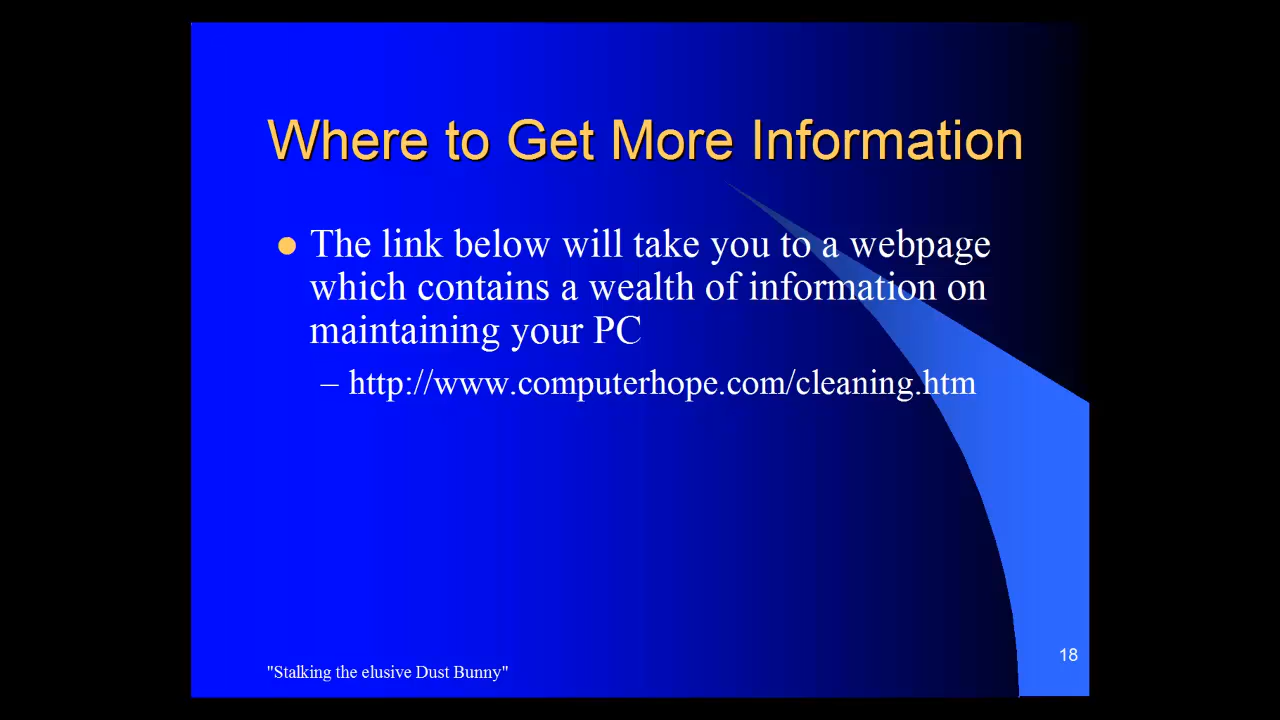 Where to Get More Information
The link below will take you to a webpage
which contains a wealth of information on
maintaining your PC
– http://www.computerhope.com/cleaning.htm
18
"Stalking the elusive Dust Bunny"